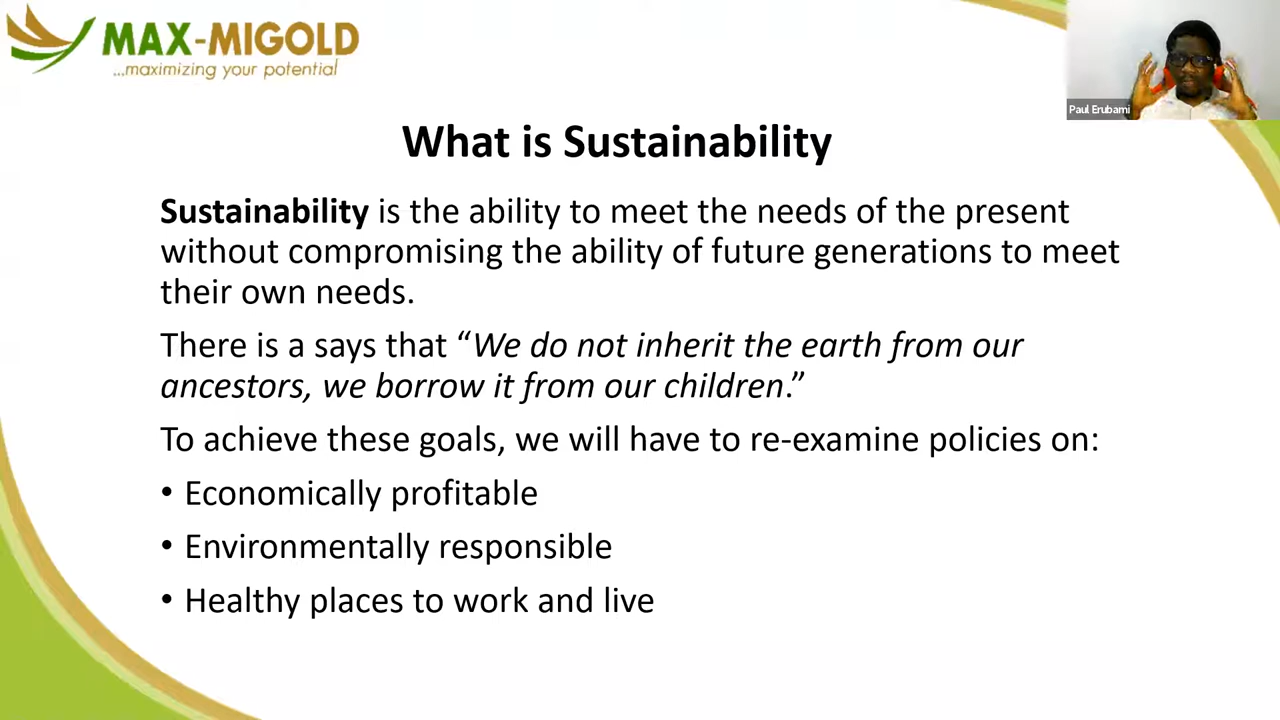 MAX-MIGOLD
...maximizing your potential
Paul Erubami
What is Sustainability
Sustainability is the ability to meet the needs of the present
without compromising the ability of future generations to meet
their own needs.
There is a says that “We do not inherit the earth from our
ancestors, we borrow it from our children.”
To achieve these goals, we will have to re-examine policies on:
• Economically profitable
• Environmentally responsible
• Healthy places to work and live